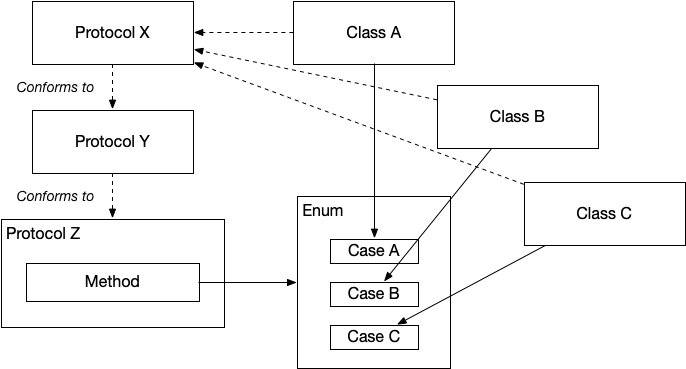 Protocol X
Class A
Conforms to
Class B
Protocol Y
Conforms to
Enum
Class C
Protocol Z
Case A
Method
Case B
Case C